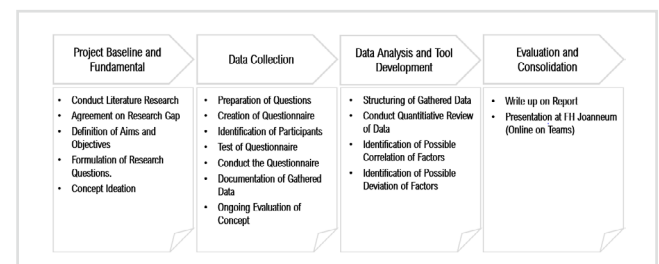 Project Baseline and
Fundamental
• Conduct Literature Research
• Agreement on Research Gap
• Definition of Aims and
Objectives
• Formulation of Research
Questions.
• Concept Ideation
Data Collection
• Preparation of Questions
• Creation of Questionnaire
• Identification of Participants
• Test of Questionnaire
• Conduct the Questionnaire
• Documentation of Gathered
Data
• Ongoing Evaluation of
Concept
Data Analysis and Tool
Development
• Structuring of Gathered Data
• Conduct Quantitiative Review
of Data
• Identification of Possible
Correlation of Factors
• Identification of Possible
Deviation of Factors
Evaluation and
Consolidation
• Write up on Report
• Presentation at FH Joanneum
(Online on Teams)